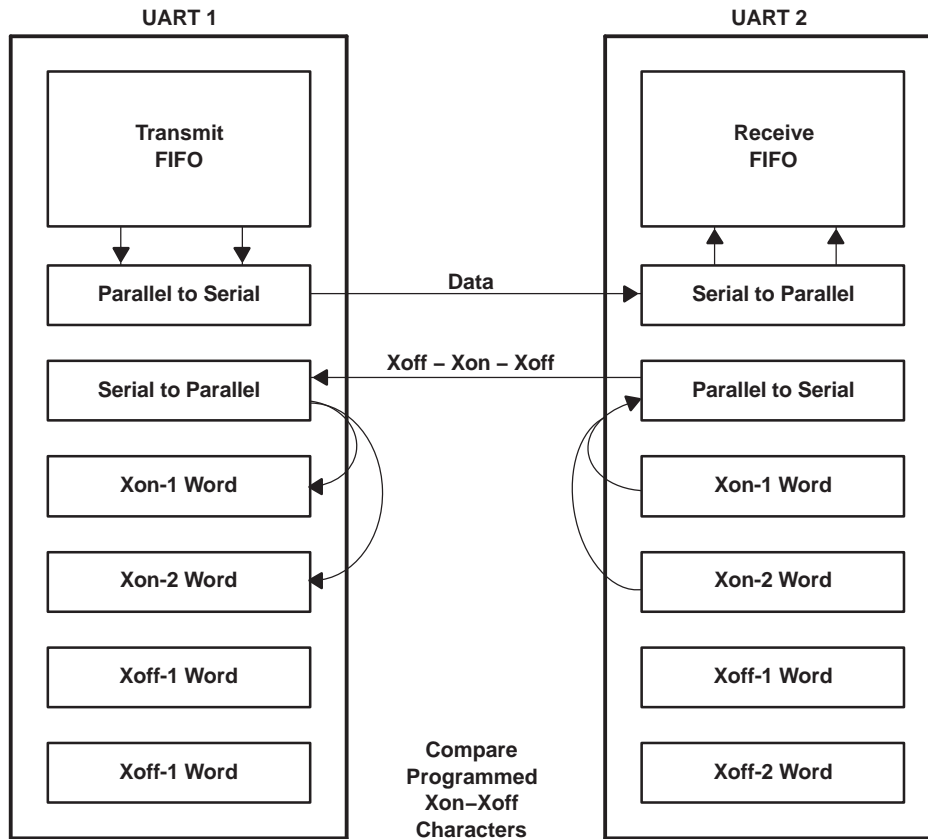 UART 1
UART 2
Transmit
FIFO
Receive
FIFO
Parallel to Serial
Data
Serial to Parallel
Xoff – Xon – Xoff
Serial to Parallel
Parallel to Serial
Xon-1 Word
Xon-1 Word
Xon-2 Word
Xon-2 Word
Xoff-1 Word
Xoff-1 Word
Xoff-1 Word
Compare
Programmed
Xon–Xoff
Characters
Xoff-2 Word